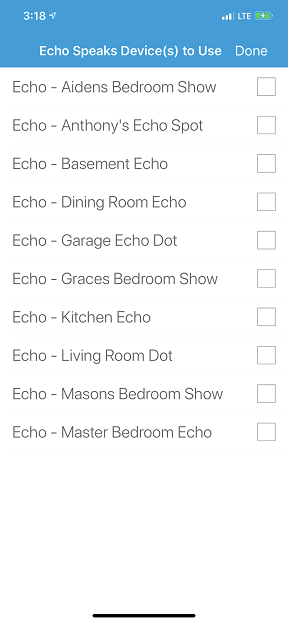 3:18 LTE
Echo Speaks Device(s) to Use Done
Echo - Aidens Bedroom Show
Echo - Anthony's Echo Spot
Echo - Basement Echo
Echo - Dining Room Echo
Echo - Garage Echo Dot
Echo - Graces Bedroom Show
Echo - Kitchen Echo
Echo - Living Room Dot
Echo - Masons Bedroom Show
Echo - Master Bedroom Echo